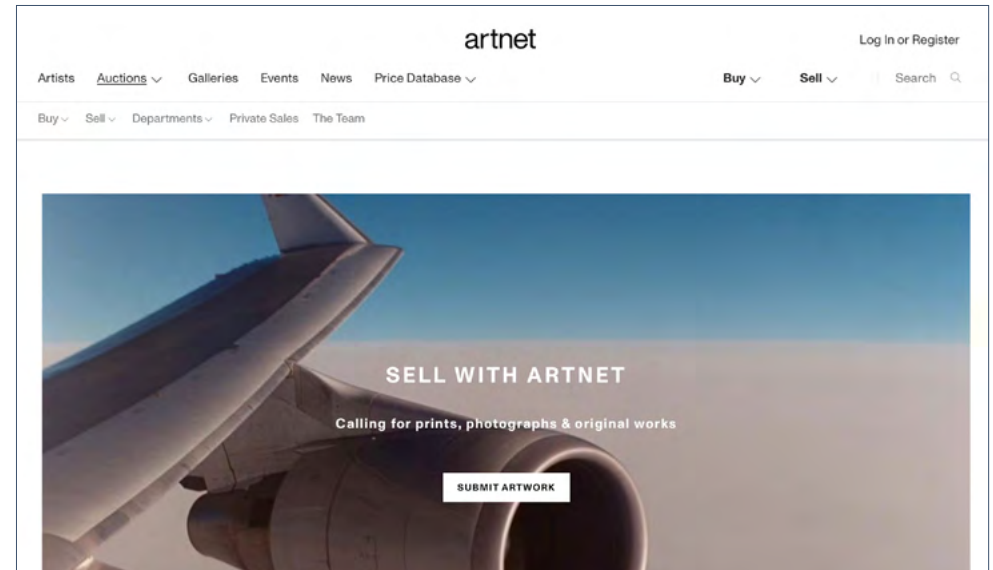 artnet
Log In or Register
Artists Auctions Galleries Events News Price Database Buy Sell Search
Buy Sell Departments Private Sales The Team
SELL WITH ARTNET
Calling for prints, photographs & original works
SUBMIT ARTWORK